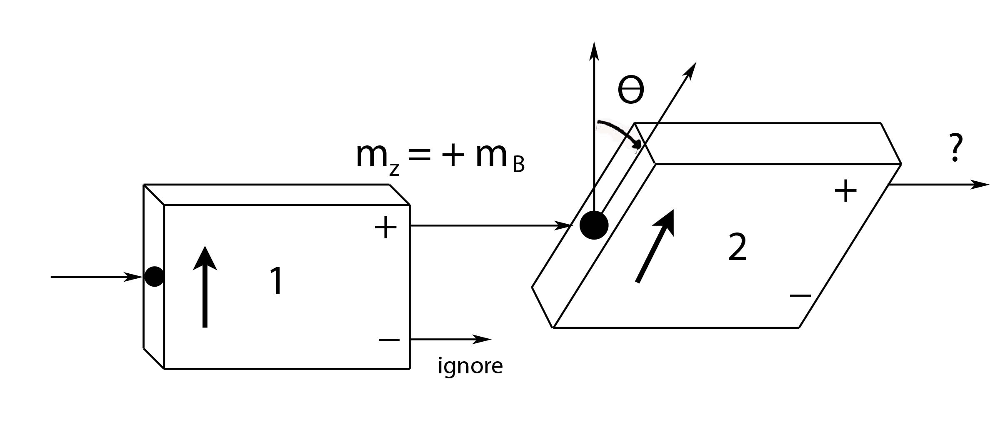 Θ
?
m_z = + m_B
+
+
1
2
−
−
ignore